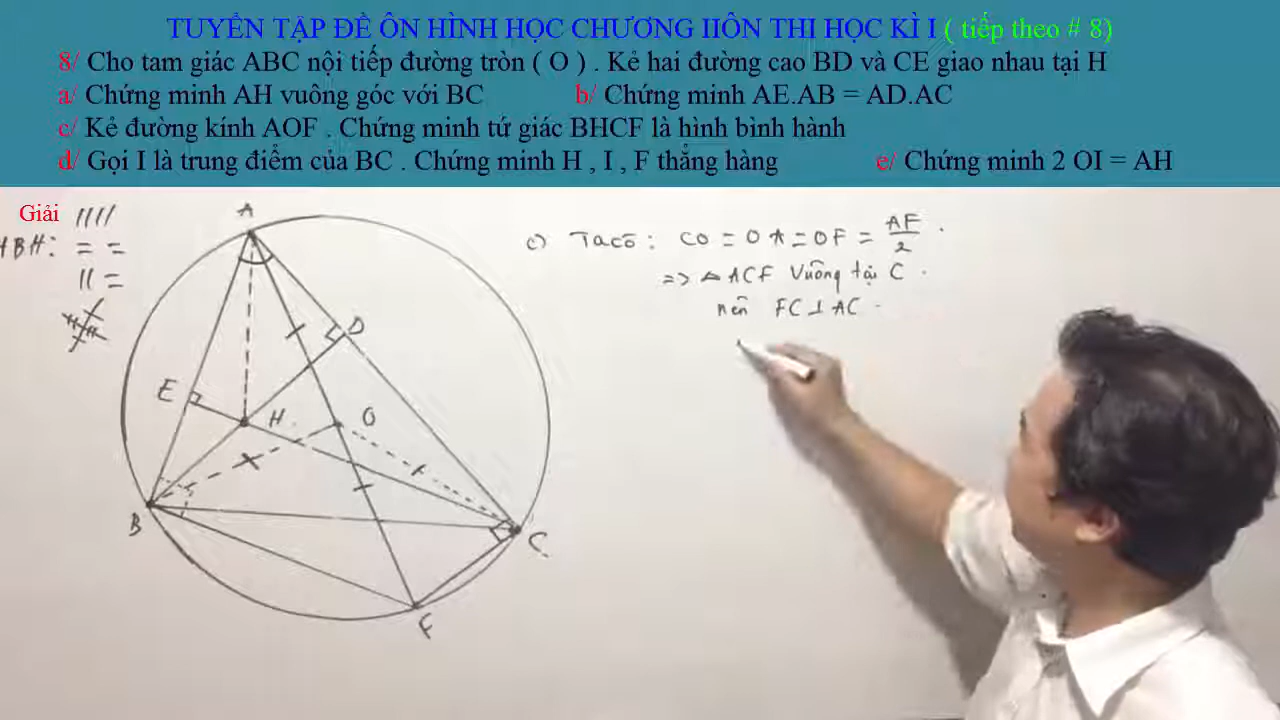 TUYỂN TẬP ĐỀ ÔN HÌNH HỌC CHƯƠNG IIÔN THI HỌC KÌ I ( tiếp theo # 8)
8/ Cho tam giác ABC nội tiếp đường tròn ( O ) . Kẻ hai đường cao BD và CE giao nhau tại H
a/ Chứng minh AH vuông góc với BC b/ Chứng minh AE.AB = AD.AC
c/ Kẻ đường kính AOF . Chứng minh tứ giác BHCF là hình bình hành
d/ Gọi I là trung điểm của BC . Chứng minh H , I , F thẳng hàng e/ Chứng minh 2 OI = AH
Giải
A
c) Ta có : CO = OA = OF = AF/2 .
=> △ ACF vuông tại C .
nên FC ⊥ AC .
D
E
H
O
B
C
F